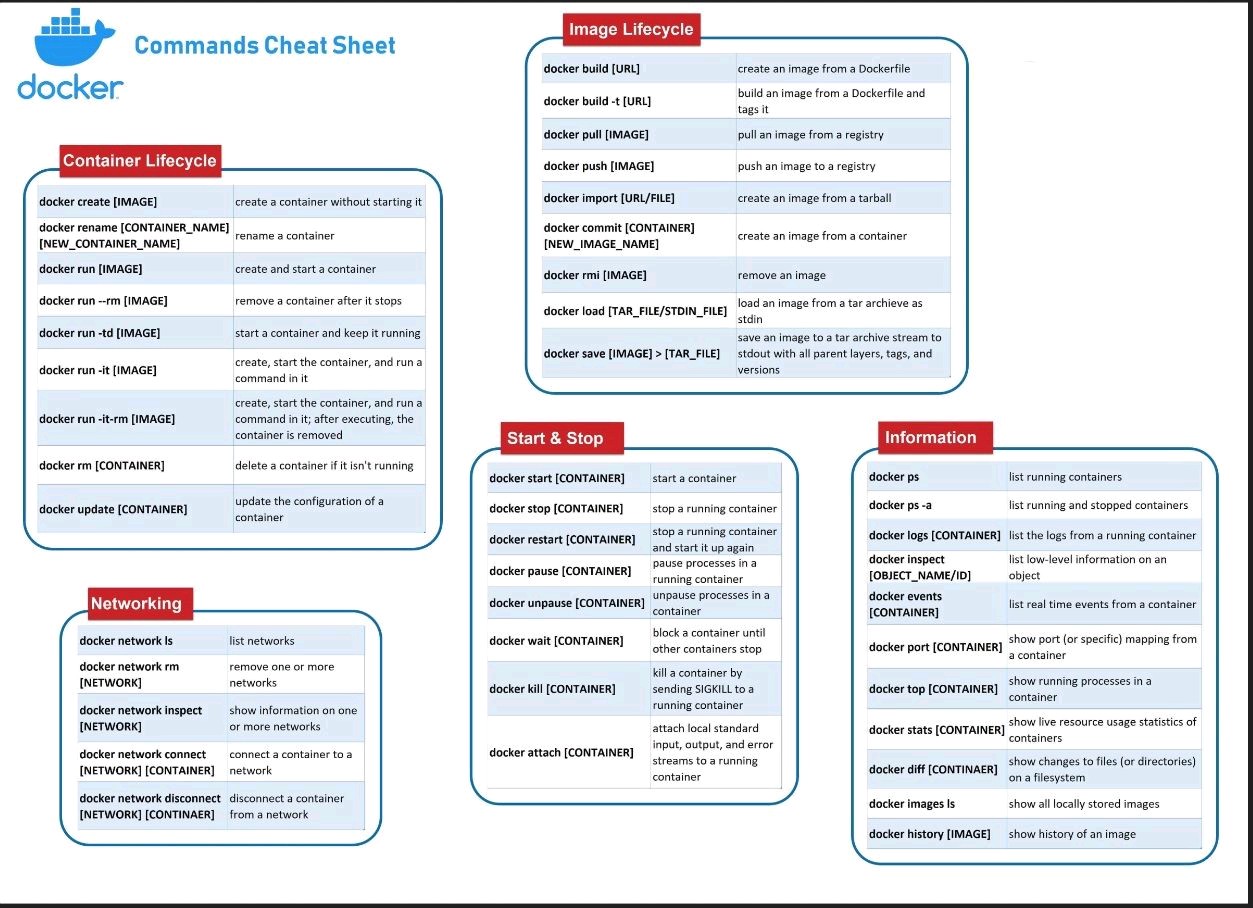 docker
Commands Cheat Sheet
Container Lifecycle
docker create [IMAGE] create a container without starting it
docker rename [CONTAINER_NAME]
[NEW_CONTAINER_NAME]
rename a container
docker run [IMAGE] create and start a container
docker run --rm [IMAGE] remove a container after it stops
docker run -td [IMAGE] start a container and keep it running
docker run -it [IMAGE]
create, start the container, and run a
command in it
docker run -it-rm [IMAGE]
create, start the container, and run a
command in it; after executing, the
container is removed
docker rm [CONTAINER] delete a container if it isn't running
docker update [CONTAINER]
update the configuration of a
container
Networking
docker network ls list networks
docker network rm
[NETWORK]
remove one or more
networks
docker network inspect
[NETWORK]
show information on one
or more networks
docker network connect
[NETWORK] [CONTAINER]
connect a container to a
network
docker network disconnect
[NETWORK] [CONTINAER]
disconnect a container
from a network
Image Lifecycle
docker build [URL] create an image from a Dockerfile
docker build -t [URL]
build an image from a Dockerfile and
tags it
docker pull [IMAGE] pull an image from a registry
docker push [IMAGE] push an image to a registry
docker import [URL/FILE] create an image from a tarball
docker commit [CONTAINER]
[NEW_IMAGE_NAME]
create an image from a container
docker rmi [IMAGE] remove an image
docker load [TAR_FILE/STDIN_FILE]
load an image from a tar archieve as
stdin
docker save [IMAGE] > [TAR_FILE]
save an image to a tar archive stream to
stdout with all parent layers, tags, and
versions
Start & Stop
docker start [CONTAINER] start a container
docker stop [CONTAINER] stop a running container
docker restart [CONTAINER]
stop a running container
and start it up again
docker pause [CONTAINER]
pause processes in a
running container
docker unpause [CONTAINER]
unpause processes in a
container
docker wait [CONTAINER]
block a container until
other containers stop
docker kill [CONTAINER]
kill a container by
sending SIGKILL to a
running container
docker attach [CONTAINER]
attach local standard
input, output, and error
streams to a running
container
Information
docker ps list running containers
docker ps -a list running and stopped containers
docker logs [CONTAINER] list the logs from a running container
docker inspect
[OBJECT_NAME/ID]
list low-level information on an
object
docker events
[CONTAINER]
list real time events from a container
docker port [CONTAINER]
show port (or specific) mapping from
a container
docker top [CONTAINER]
show running processes in a
container
docker stats [CONTAINER]
show live resource usage statistics of
containers
docker diff [CONTINAER]
show changes to files (or directories)
on a filesystem
docker images ls show all locally stored images
docker history [IMAGE] show history of an image